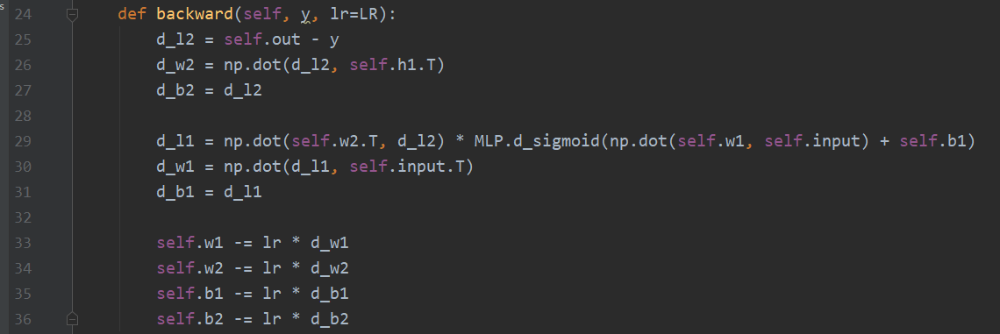 s
24 def backward(self, y, lr=LR):
25 d_l2 = self.out - y
26 d_w2 = np.dot(d_l2, self.h1.T)
27 d_b2 = d_l2
28
29 d_l1 = np.dot(self.w2.T, d_l2) * MLP.d_sigmoid(np.dot(self.w1, self.input) + self.b1)
30 d_w1 = np.dot(d_l1, self.input.T)
31 d_b1 = d_l1
32
33 self.w1 -= lr * d_w1
34 self.w2 -= lr * d_w2
35 self.b1 -= lr * d_b1
36 self.b2 -= lr * d_b2